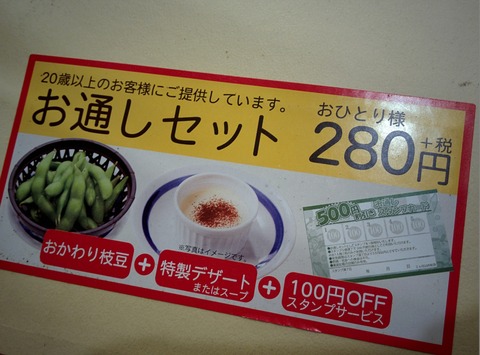 20歳以上のお客様にご提供しています。
お通しセット
おひとり様
280円
+税
※写真はイメージです。
500円
おかわり枝豆
+
特製デザート
またはスープ
+
100円OFF
スタンプサービス